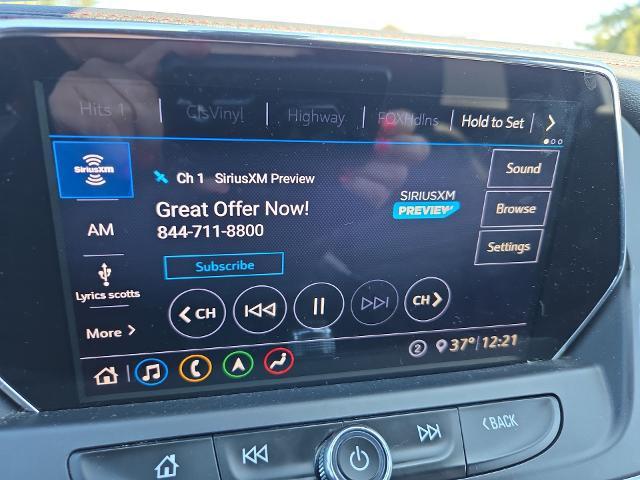 Hits 1 ClsVinyl Highway FOXHdlns Hold to Set
SiriusXM
Ch 1 SiriusXM Preview
Sound
Great Offer Now!
SIRIUSXM
PREVIEW
Browse
AM
844-711-8800
Settings
Subscribe
Lyrics scotts
< CH
CH >
More >
2 37° 12:21
< BACK